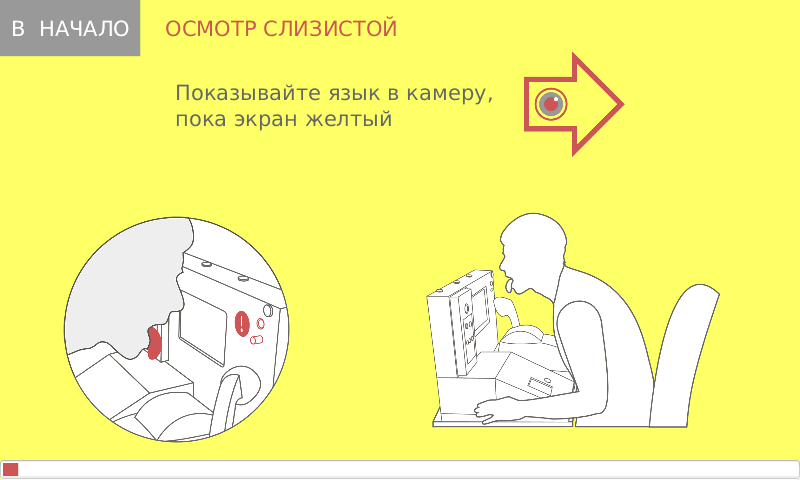 В НАЧАЛО
ОСМОТР СЛИЗИСТОЙ
Показывайте язык в камеру,
пока экран желтый